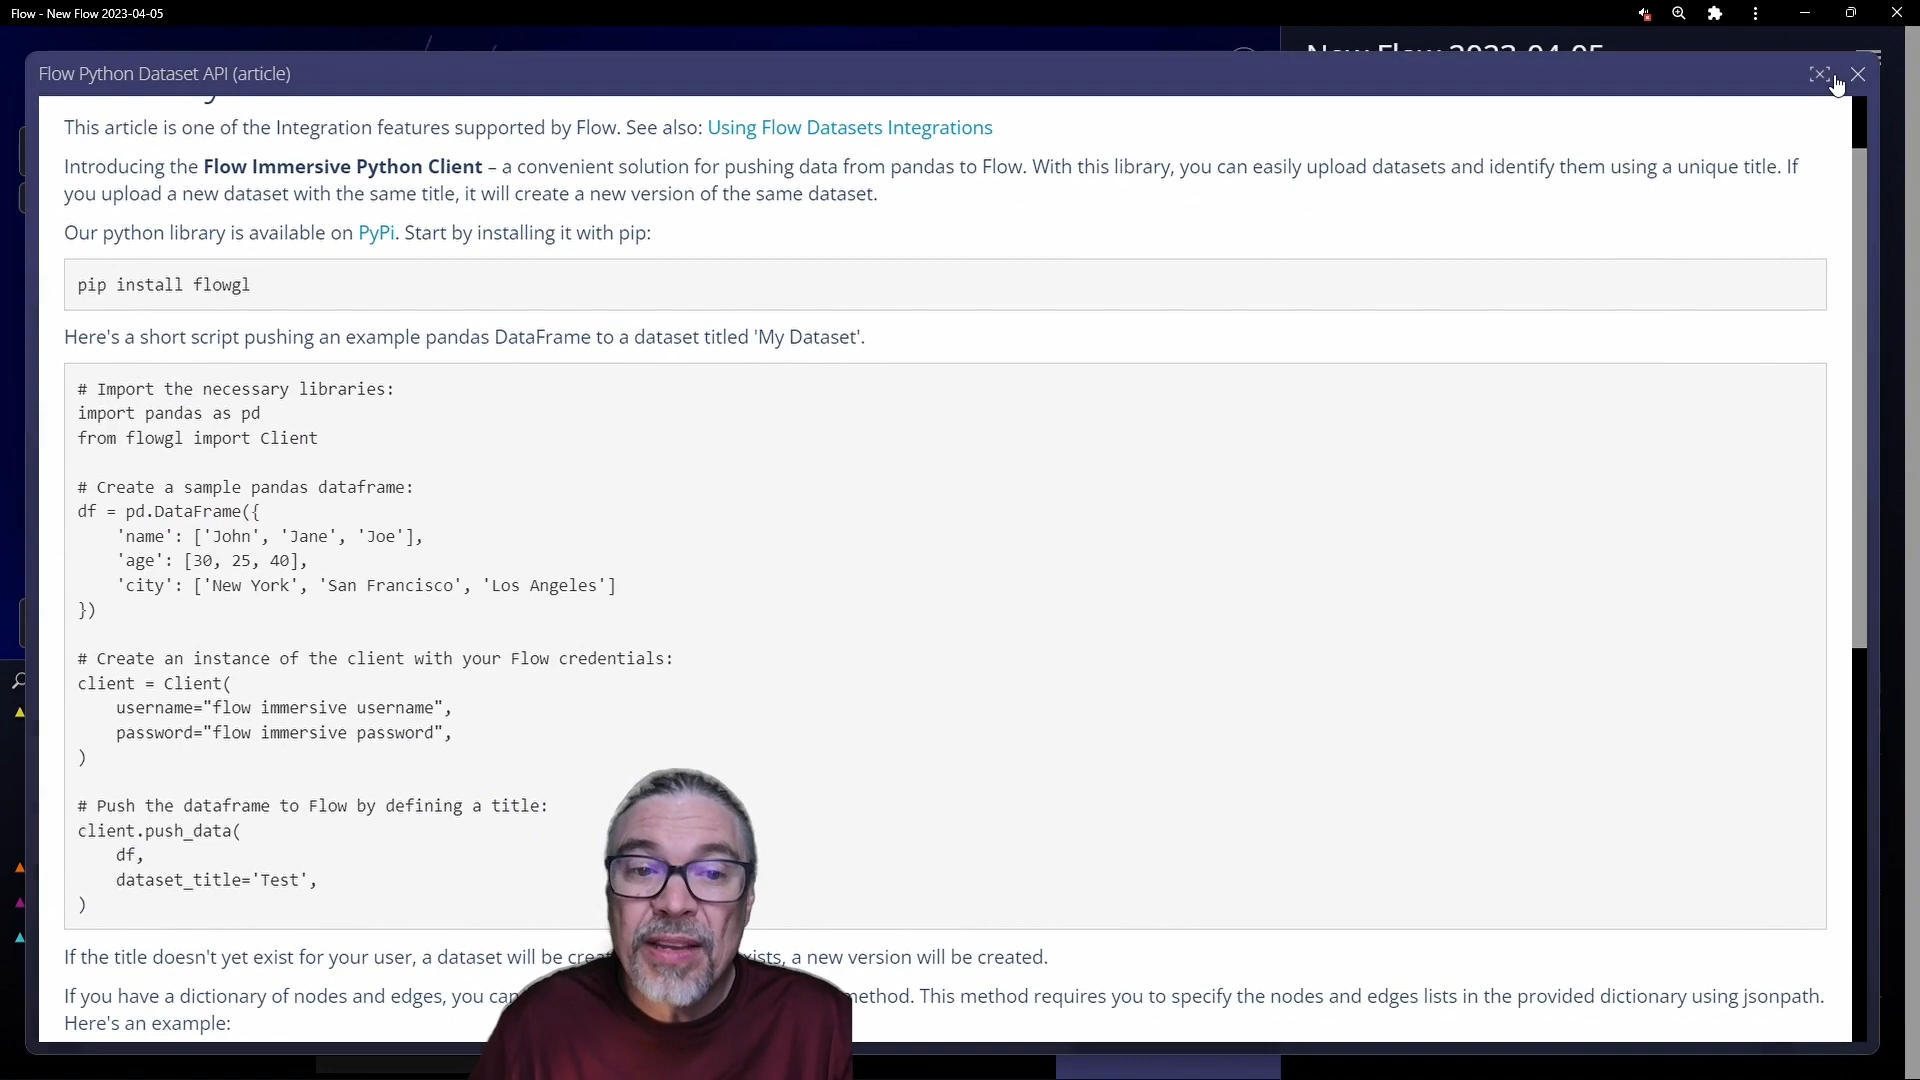 Flow - New Flow 2023-04-05
New Flow 2023-04-05
Flow Python Dataset API (article)
This article is one of the Integration features supported by Flow. See also: Using Flow Datasets Integrations
Introducing the Flow Immersive Python Client – a convenient solution for pushing data from pandas to Flow. With this library, you can easily upload datasets and identify them using a unique title. If
you upload a new dataset with the same title, it will create a new version of the same dataset.
Our python library is available on PyPi. Start by installing it with pip:
pip install flowgl
Here's a short script pushing an example pandas DataFrame to a dataset titled 'My Dataset'.
# Import the necessary libraries:
import pandas as pd
from flowgl import Client
# Create a sample pandas dataframe:
df = pd.DataFrame({
    'name': ['John', 'Jane', 'Joe'],
    'age': [30, 25, 40],
    'city': ['New York', 'San Francisco', 'Los Angeles']
})
# Create an instance of the client with your Flow credentials:
client = Client(
    username="flow immersive username",
    password="flow immersive password",
)
# Push the dataframe to Flow by defining a title:
client.push_data(
    df,
    dataset_title='Test',
)
If the title doesn't yet exist for your user, a dataset will be a new version will be created.
If you have a dictionary of nodes and edges, you can method. This method requires you to specify the nodes and edges lists in the provided dictionary using jsonpath.
Here's an example: